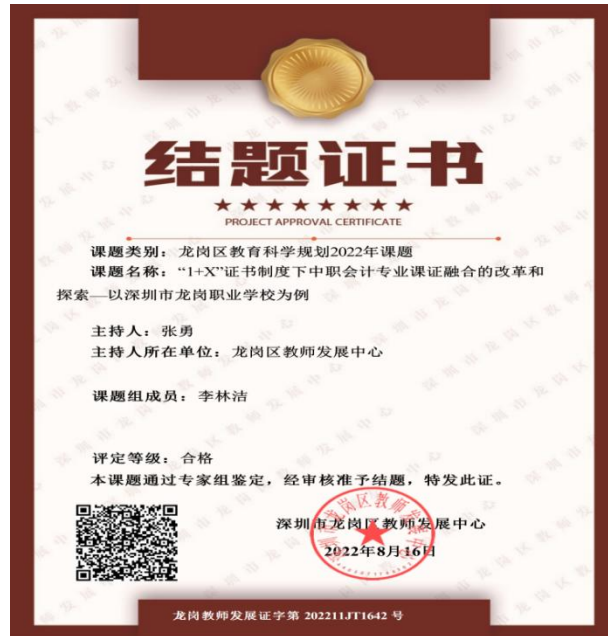 结题证书
PROJECT APPROVAL CERTIFICATE
课题类别：龙岗区教育科学规划2022年课题
课题名称：“1+X”证书制度下中职会计专业课证融合的改革和
探索—以深圳市龙岗职业学校为例
主持人：张勇
主持人所在单位：龙岗区教师发展中心
课题组成员：李林洁
评定等级：合格
本课题通过专家组鉴定，经审核准予结题，特发此证。
深圳市龙岗区教师发展中心
2022年8月16日
龙岗教师发展证字第 202211JT1642 号